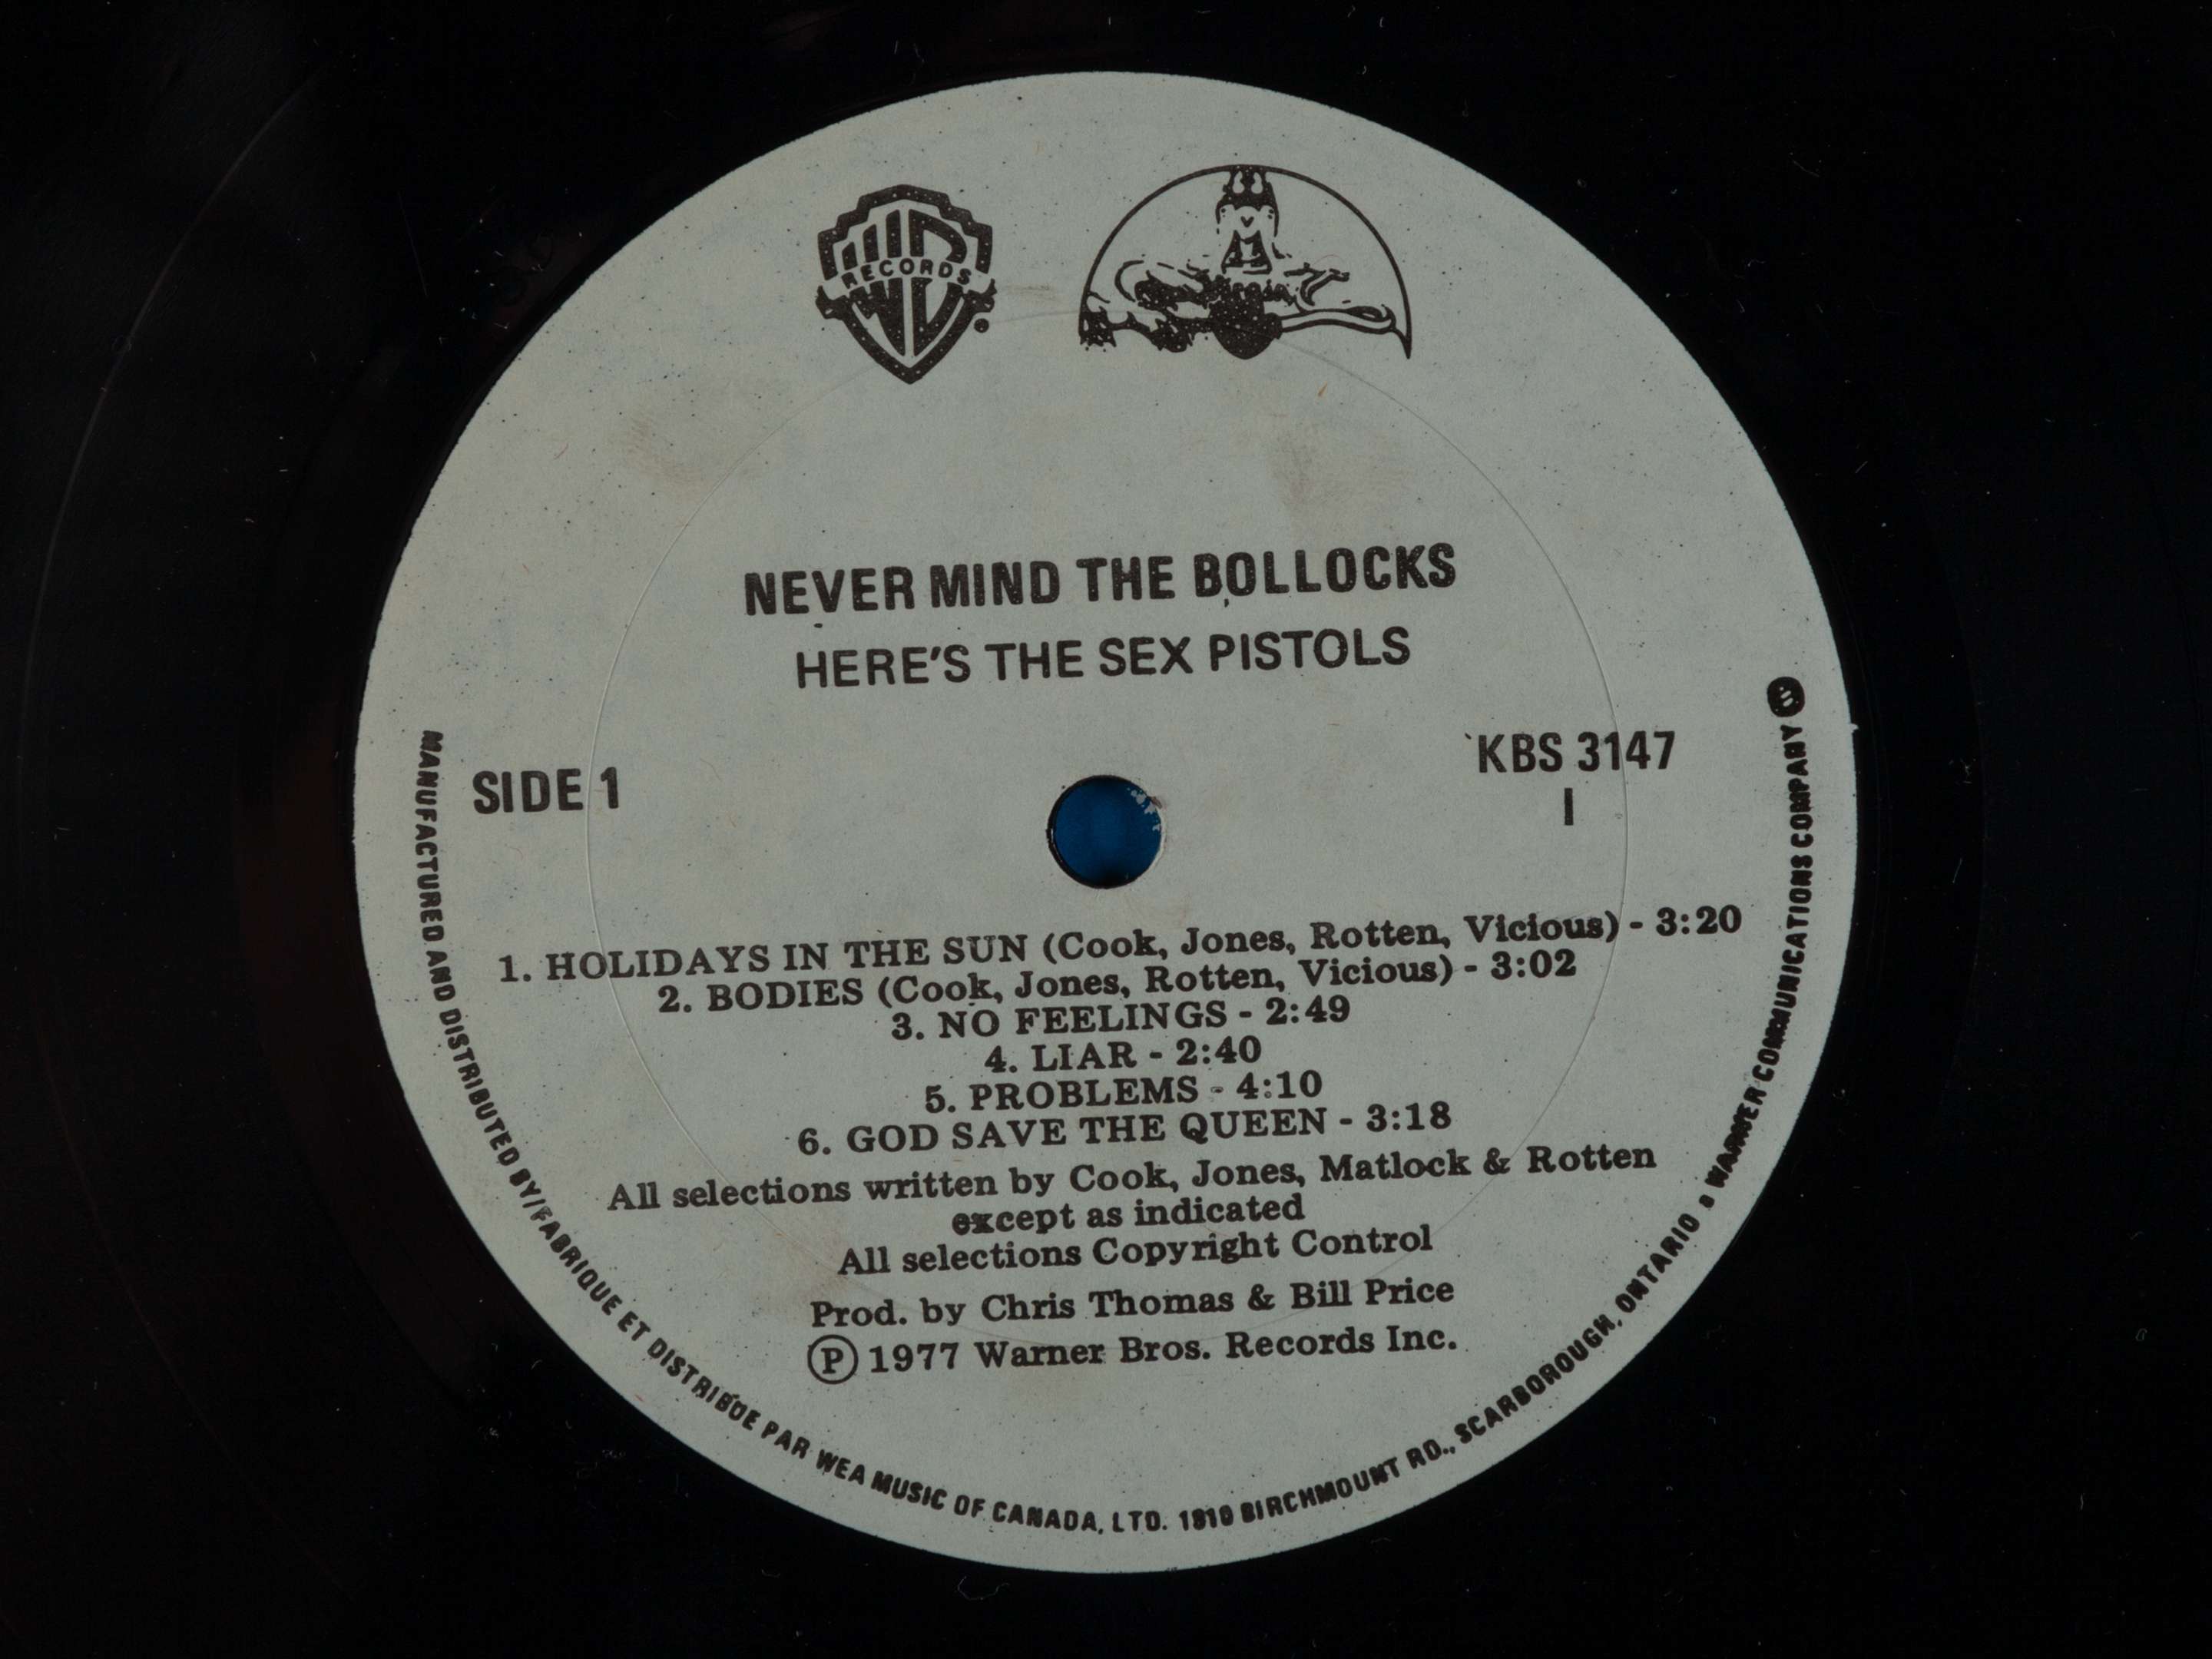 WB
RECORDS
Virgin
NEVER MIND THE BOLLOCKS
HERE'S THE SEX PISTOLS
SIDE 1
KBS 3147
1
1. HOLIDAYS IN THE SUN (Cook, Jones, Rotten, Vicious) - 3:20
2. BODIES (Cook, Jones, Rotten, Vicious) - 3:02
3. NO FEELINGS - 2:49
4. LIAR - 2:40
5. PROBLEMS - 4:10
6. GOD SAVE THE QUEEN - 3:18
All selections written by Cook, Jones, Matlock & Rotten
except as indicated
All selections Copyright Control
Prod. by Chris Thomas & Bill Price
Ⓟ 1977 Warner Bros. Records Inc.
MANUFACTURED AND DISTRIBUTED BY/FABRIQUE ET DISTRIBUE PAR WEA MUSIC OF CANADA, LTD. 1810 BIRCHMOUNT RD., SCARBOROUGH, ONTARIO a WARNER COMMUNICATIONS COMPANY